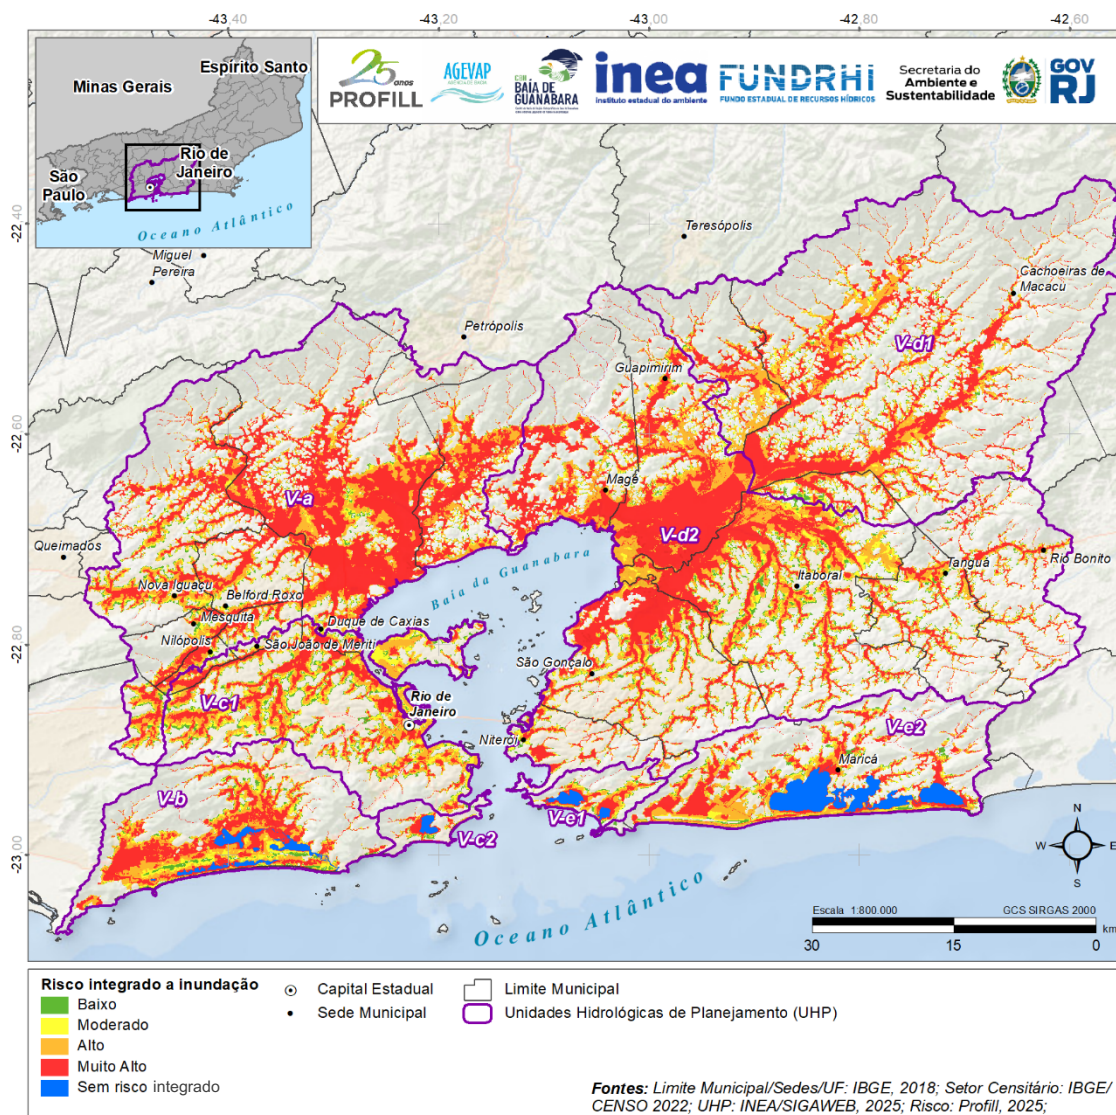 -43,40
-43,20
-43,00
-42,80
-42,60
Espírito Santo
Minas Gerais
Rio de
Janeiro
São
Paulo
Oceano Atlântico
25 anos
PROFILL
AGEVAP
CBH
BAÍA DE
GUANABARA
inea
instituto estadual do ambiente
FUNDRHI
FUNDO ESTADUAL DE RECURSOS HÍDRICOS
Secretaria do
Ambiente e
Sustentabilidade
GOV
RJ
-22,40
-22,60
-22,80
-23,00
Miguel
Pereira
Teresópolis
Cachoeiras de
Macacu
Petrópolis
V-d1
Guapimirim
V-a
Magé
V-d2
Queimados
Baía da Guanabara
Rio Bonito
Tanguá
Nova Iguaçu
Itaboraí
Belford Roxo
Mesquita
Duque de Caxias
Nilópolis
São João de Meriti
São Gonçalo
V-c1
Rio de
Janeiro
Niterói
V-e2
Maricá
V-b
V-e1
V-c2
N
W
E
S
Oceano Atlântico
Escala 1:800.000
GCS SIRGAS 2000
km
30
15
0
Risco integrado a inundação
Baixo
Moderado
Alto
Muito Alto
Sem risco integrado
Capital Estadual
Sede Municipal
Limite Municipal
Unidades Hidrológicas de Planejamento (UHP)
Fontes: Limite Municipal/Sedes/UF: IBGE, 2018; Setor Censitário: IBGE/
CENSO 2022; UHP: INEA/SIGAWEB, 2025; Risco: Profill, 2025;